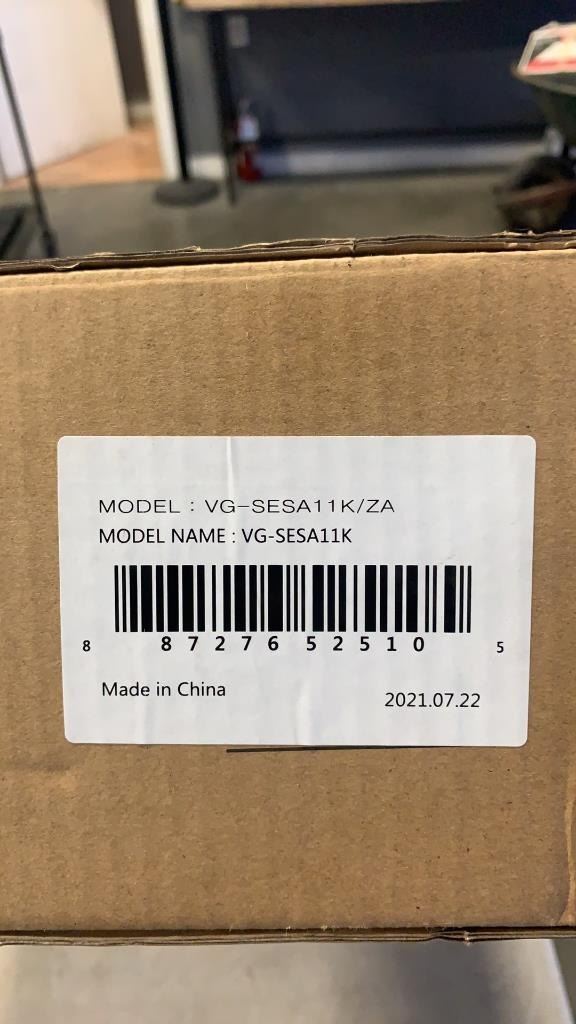 MODEL : VG-SESA11K/ZA
MODEL NAME : VG-SESA11K
8 87276 52510 5
Made in China
2021.07.22